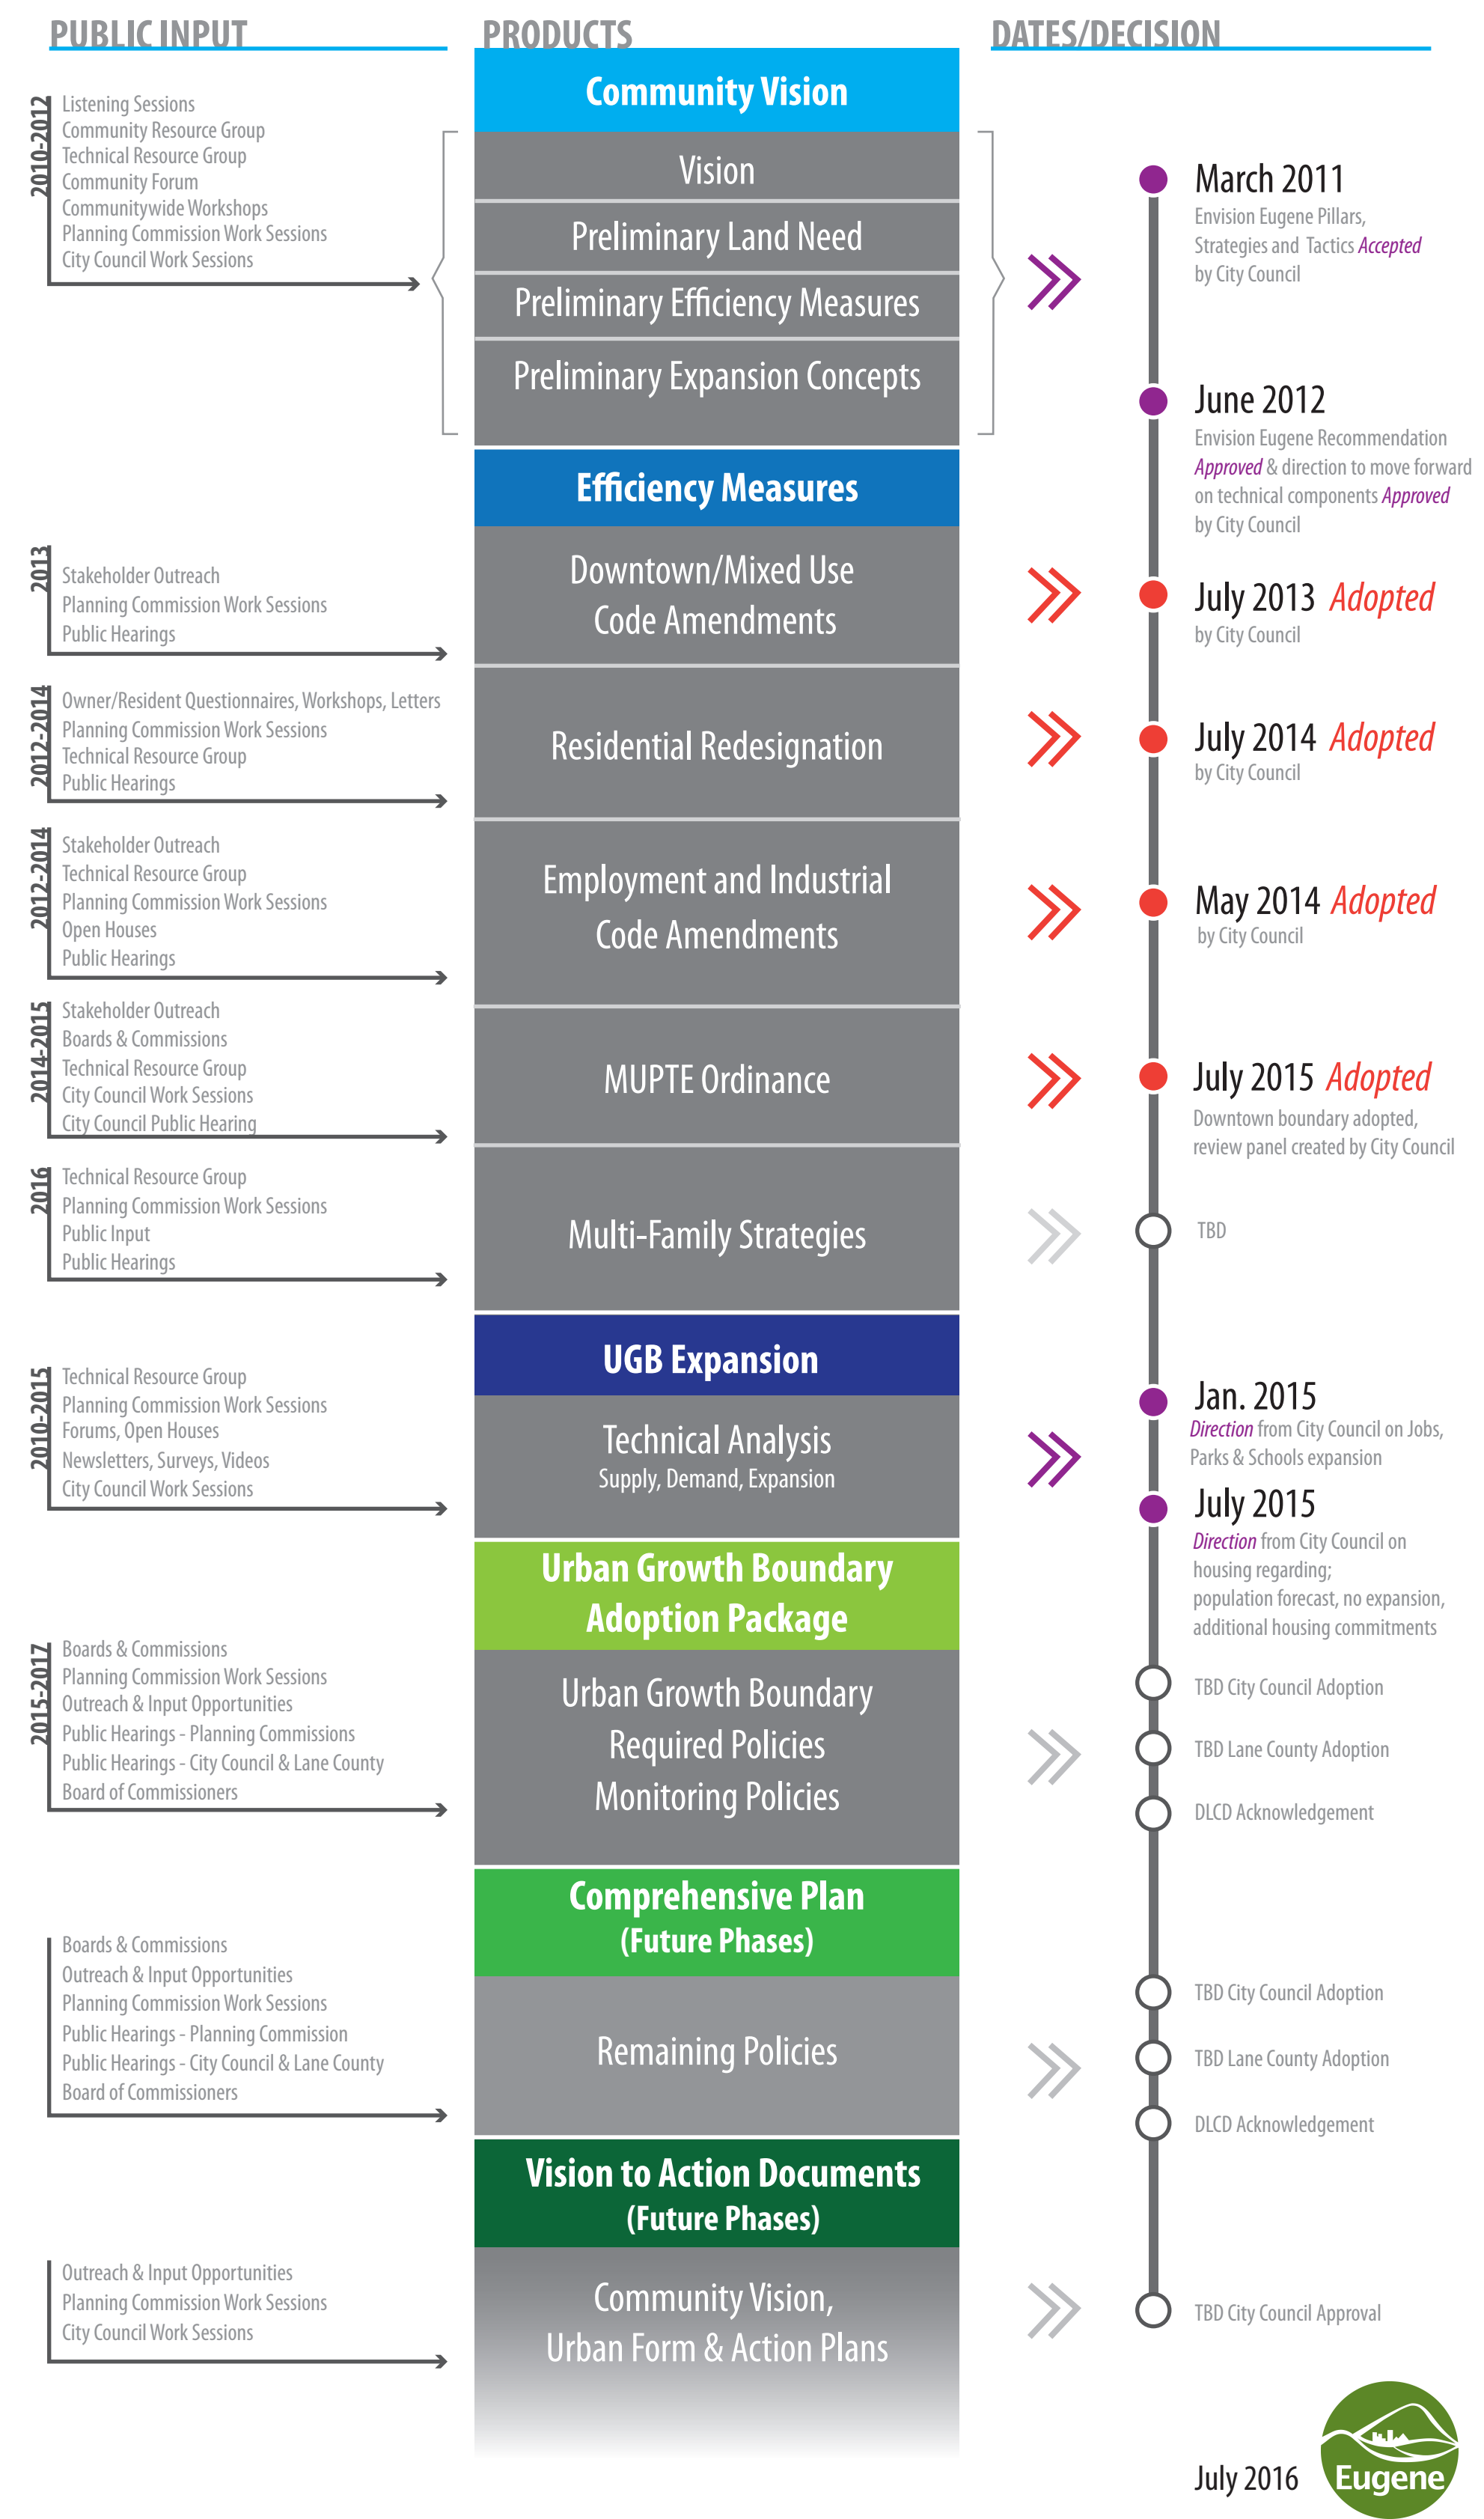 PUBLIC INPUT
PRODUCTS
DATES/DECISION
2010-2012
Listening Sessions
Community Resource Group
Technical Resource Group
Community Forum
Communitywide Workshops
Planning Commission Work Sessions
City Council Work Sessions
Community Vision
Vision
Preliminary Land Need
Preliminary Efficiency Measures
Preliminary Expansion Concepts
March 2011
Envision Eugene Pillars,
Strategies and Tactics Accepted
by City Council
June 2012
Envision Eugene Recommendation
Approved & direction to move forward
on technical components Approved
by City Council
Efficiency Measures
2013
Stakeholder Outreach
Planning Commission Work Sessions
Public Hearings
Downtown/Mixed Use
Code Amendments
July 2013 Adopted
by City Council
2012-2014
Owner/Resident Questionnaires, Workshops, Letters
Planning Commission Work Sessions
Technical Resource Group
Public Hearings
Residential Redesignation
July 2014 Adopted
by City Council
2012-2014
Stakeholder Outreach
Technical Resource Group
Planning Commission Work Sessions
Open Houses
Public Hearings
Employment and Industrial
Code Amendments
May 2014 Adopted
by City Council
2014-2015
Stakeholder Outreach
Boards & Commissions
Technical Resource Group
City Council Work Sessions
City Council Public Hearing
MUPTE Ordinance
July 2015 Adopted
Downtown boundary adopted,
review panel created by City Council
2016
Technical Resource Group
Planning Commission Work Sessions
Public Input
Public Hearings
Multi-Family Strategies
TBD
UGB Expansion
2010-2015
Technical Resource Group
Planning Commission Work Sessions
Forums, Open Houses
Newsletters, Surveys, Videos
City Council Work Sessions
Technical Analysis
Supply, Demand, Expansion
Jan. 2015
Direction from City Council on Jobs,
Parks & Schools expansion
July 2015
Direction from City Council on
housing regarding;
population forecast, no expansion,
additional housing commitments
Urban Growth Boundary
Adoption Package
2015-2017
Boards & Commissions
Planning Commission Work Sessions
Outreach & Input Opportunities
Public Hearings - Planning Commissions
Public Hearings - City Council & Lane County
Board of Commissioners
Urban Growth Boundary
Required Policies
Monitoring Policies
TBD City Council Adoption
TBD Lane County Adoption
DLCD Acknowledgement
Comprehensive Plan
(Future Phases)
Boards & Commissions
Outreach & Input Opportunities
Planning Commission Work Sessions
Public Hearings - Planning Commission
Public Hearings - City Council & Lane County
Board of Commissioners
Remaining Policies
TBD City Council Adoption
TBD Lane County Adoption
DLCD Acknowledgement
Vision to Action Documents
(Future Phases)
Outreach & Input Opportunities
Planning Commission Work Sessions
City Council Work Sessions
Community Vision,
Urban Form & Action Plans
TBD City Council Approval
July 2016
Eugene